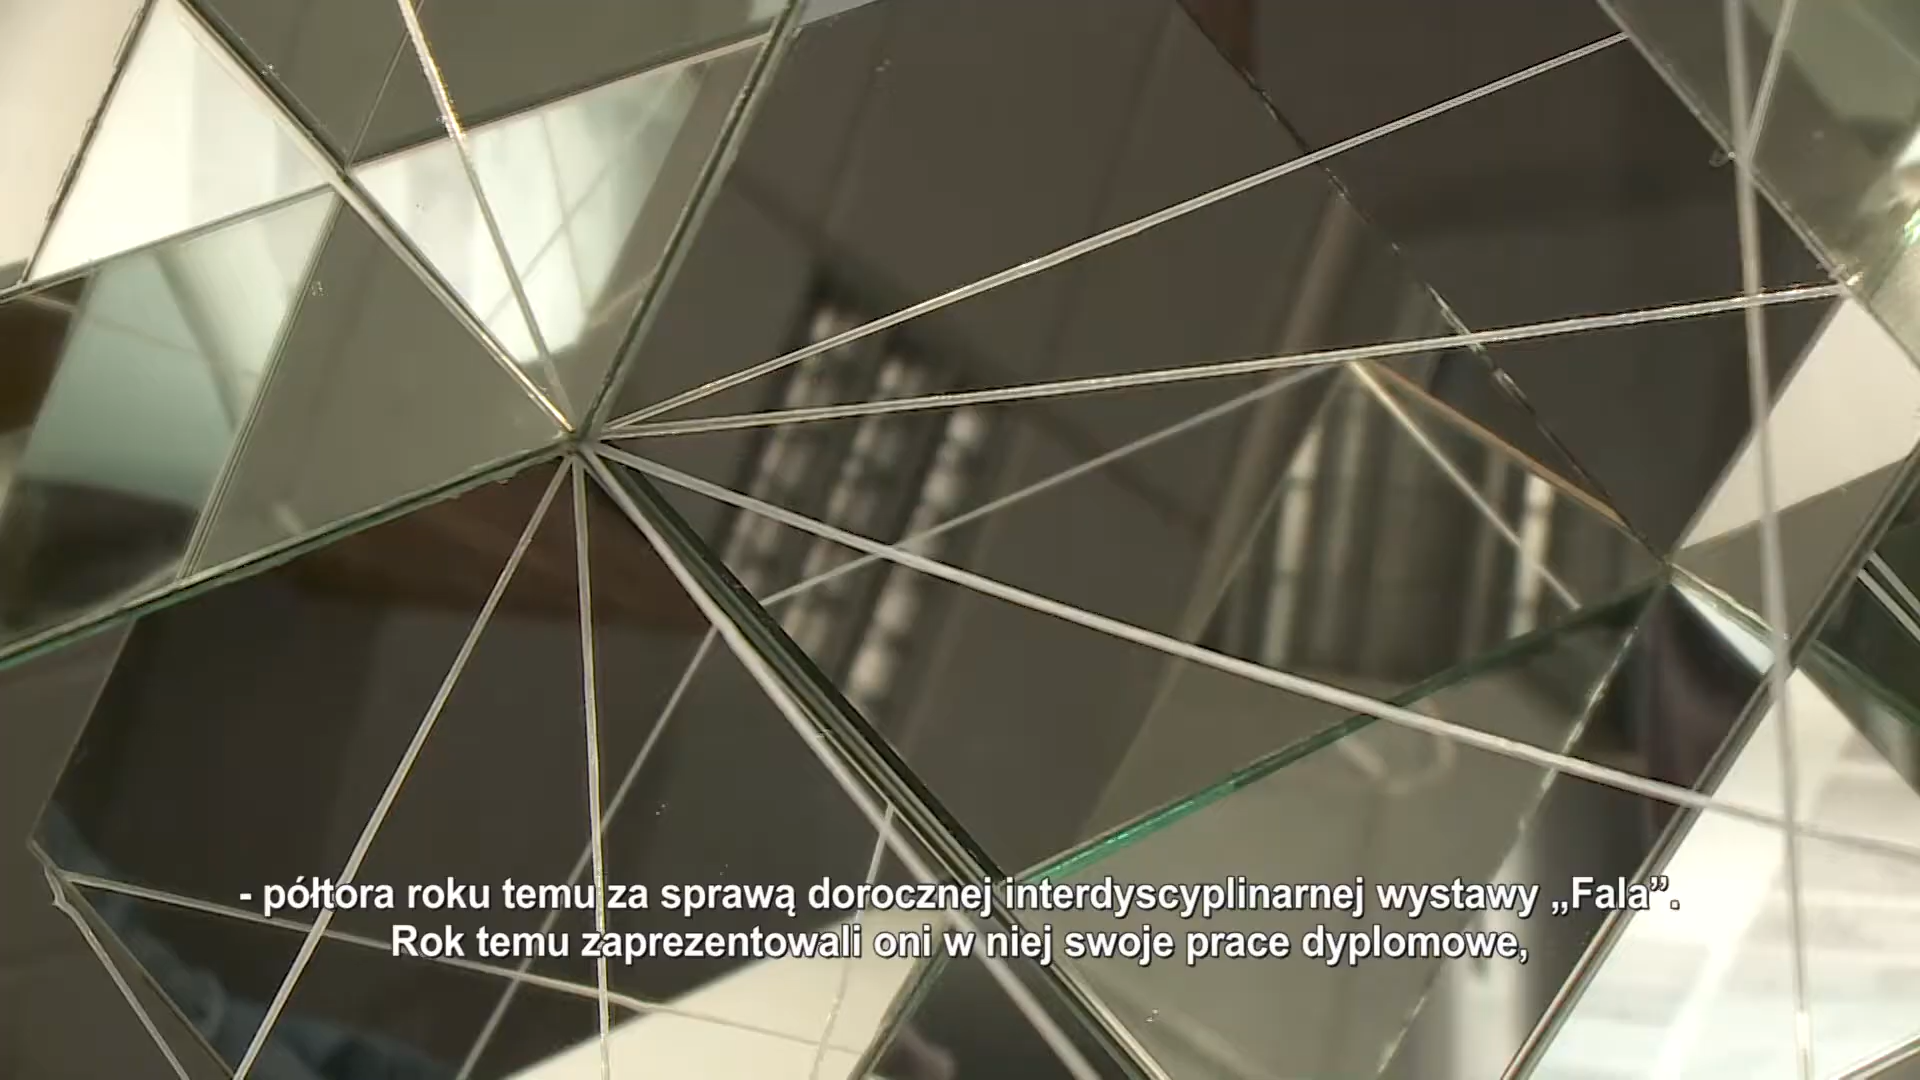 - półtora roku temu za sprawą dorocznej interdyscyplinarnej wystawy „Fala”.
Rok temu zaprezentowali oni w niej swoje prace dyplomowe,